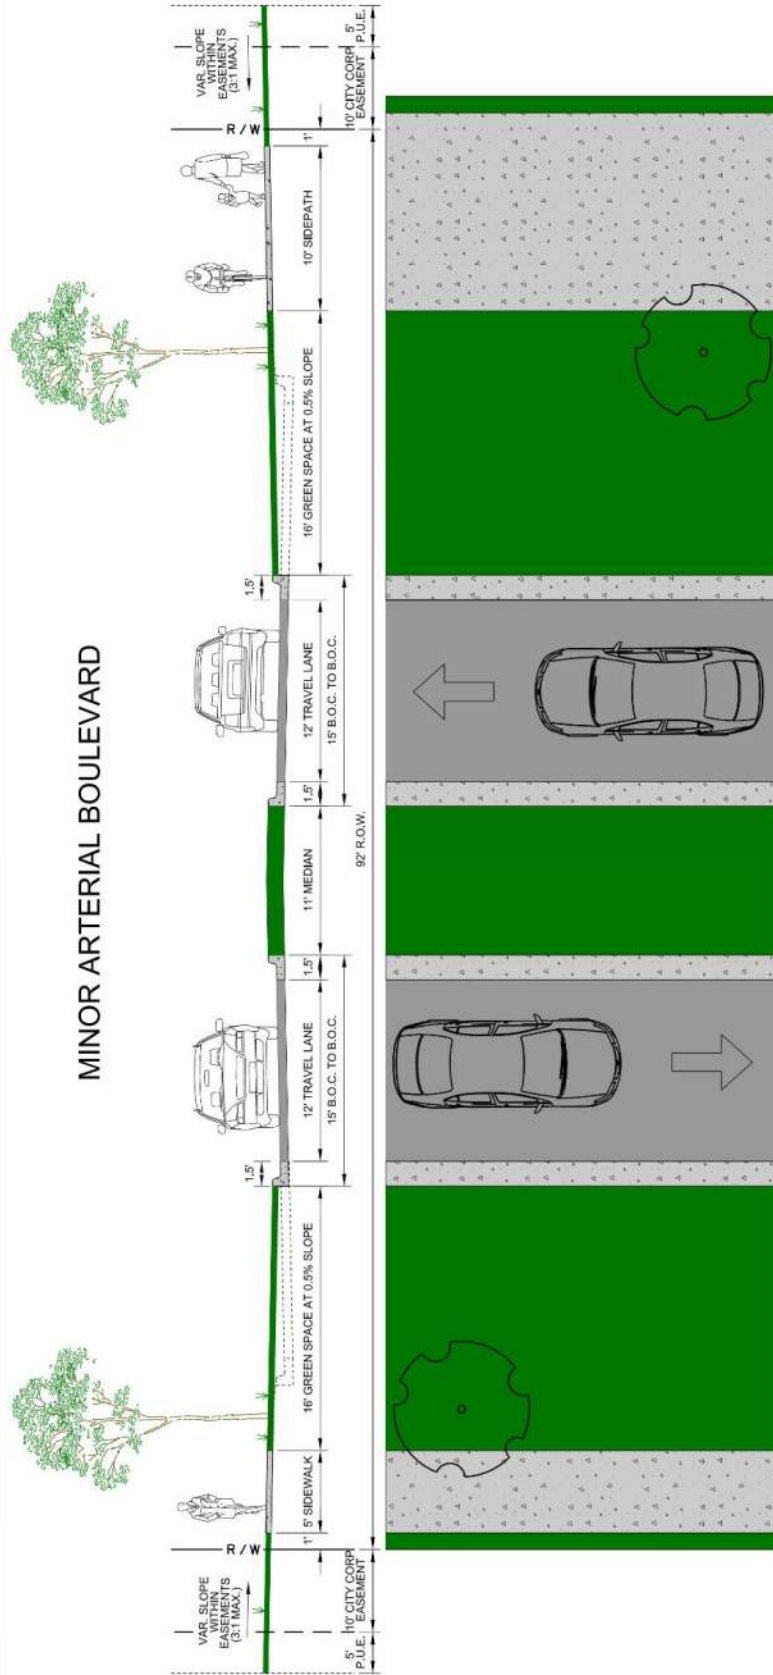 MINOR ARTERIAL BOULEVARD
VAR. SLOPE
WITHIN
EASEMENTS
(3:1 MAX.)
VAR. SLOPE
WITHIN
EASEMENTS
(3:1 MAX.)
R / W
R / W
1.5'
1.5'
1'
5' SIDEWALK
16' GREEN SPACE AT 0.5% SLOPE
12' TRAVEL LANE
1.5'
11' MEDIAN
1.5'
12' TRAVEL LANE
16' GREEN SPACE AT 0.5% SLOPE
10' SIDEPATH
1'
15' B.O.C. TO B.O.C.
15' B.O.C. TO B.O.C.
5'
P.U.E.
10' CITY CORP
EASEMENT
92' R.O.W.
10' CITY CORP
EASEMENT
5'
P.U.E.